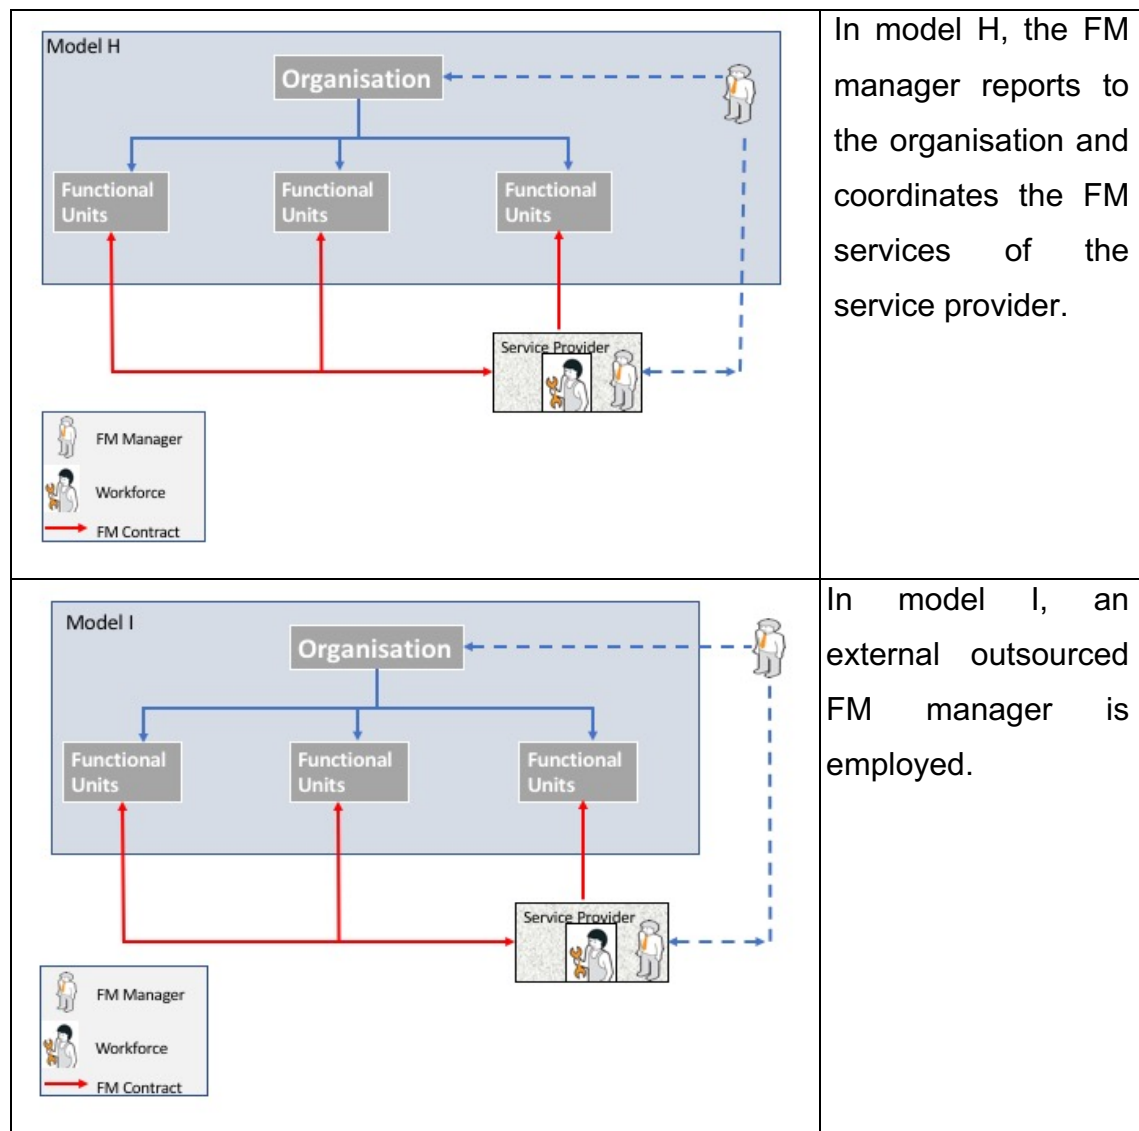 Model H
Organisation
Functional
Units
Functional
Units
Functional
Units
Service Provider
FM Manager
Workforce
FM Contract
In model H, the FM
manager reports to
the organisation and
coordinates the FM
services of the
service provider.
Model I
Organisation
Functional
Units
Functional
Units
Functional
Units
Service Provider
FM Manager
Workforce
FM Contract
In model I, an
external outsourced
FM manager is
employed.